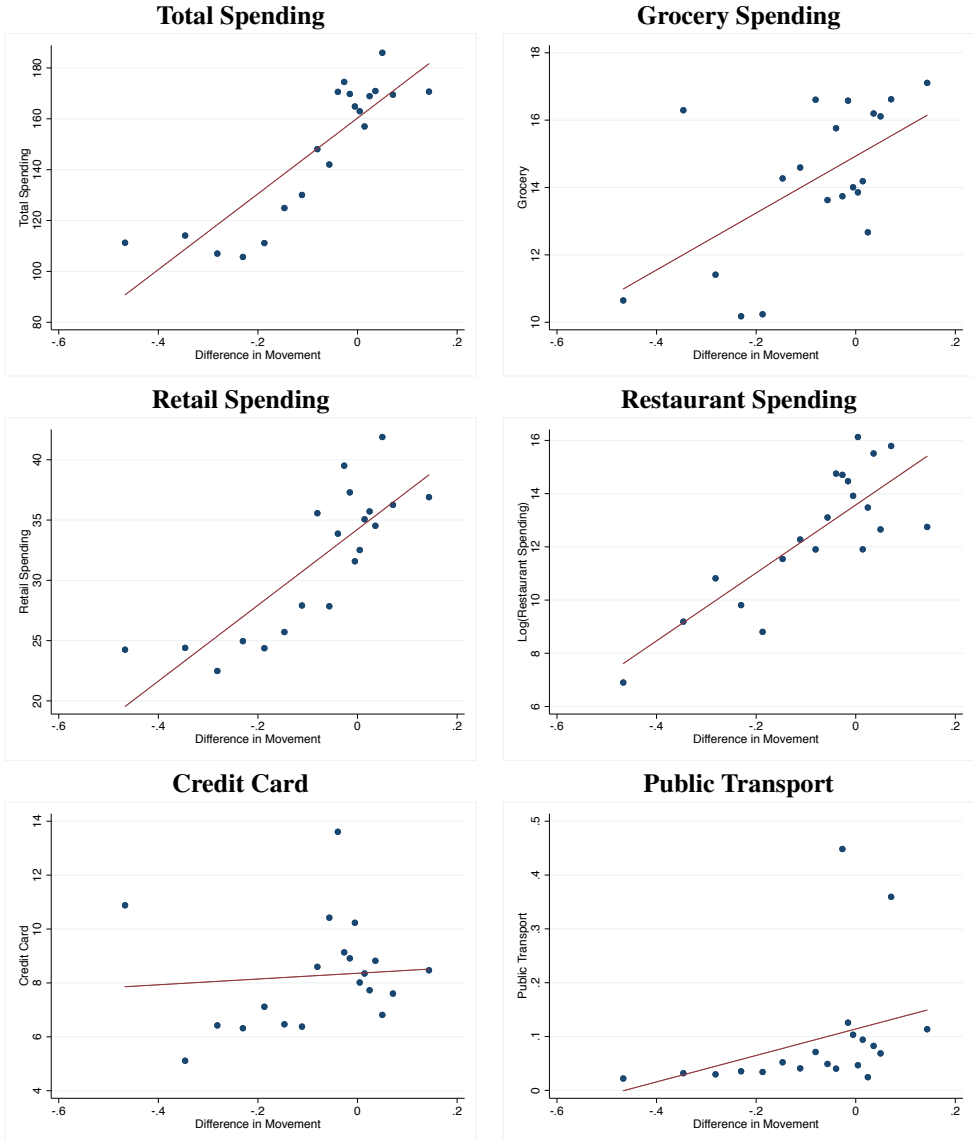 Total Spending
Total Spending
80 100 120 140 160 180
-.6 -.4 -.2 0 .2
Difference in Movement
Grocery Spending
Grocery
10 12 14 16 18
-.6 -.4 -.2 0 .2
Difference in Movement
Retail Spending
Retail Spending
20 25 30 35 40
-.6 -.4 -.2 0 .2
Difference in Movement
Restaurant Spending
Log(Restaurant Spending)
6 8 10 12 14 16
-.6 -.4 -.2 0 .2
Difference in Movement
Credit Card
Credit Card
4 6 8 10 12 14
-.6 -.4 -.2 0 .2
Difference in Movement
Public Transport
Public Transport
0 .1 .2 .3 .4 .5
-.6 -.4 -.2 0 .2
Difference in Movement